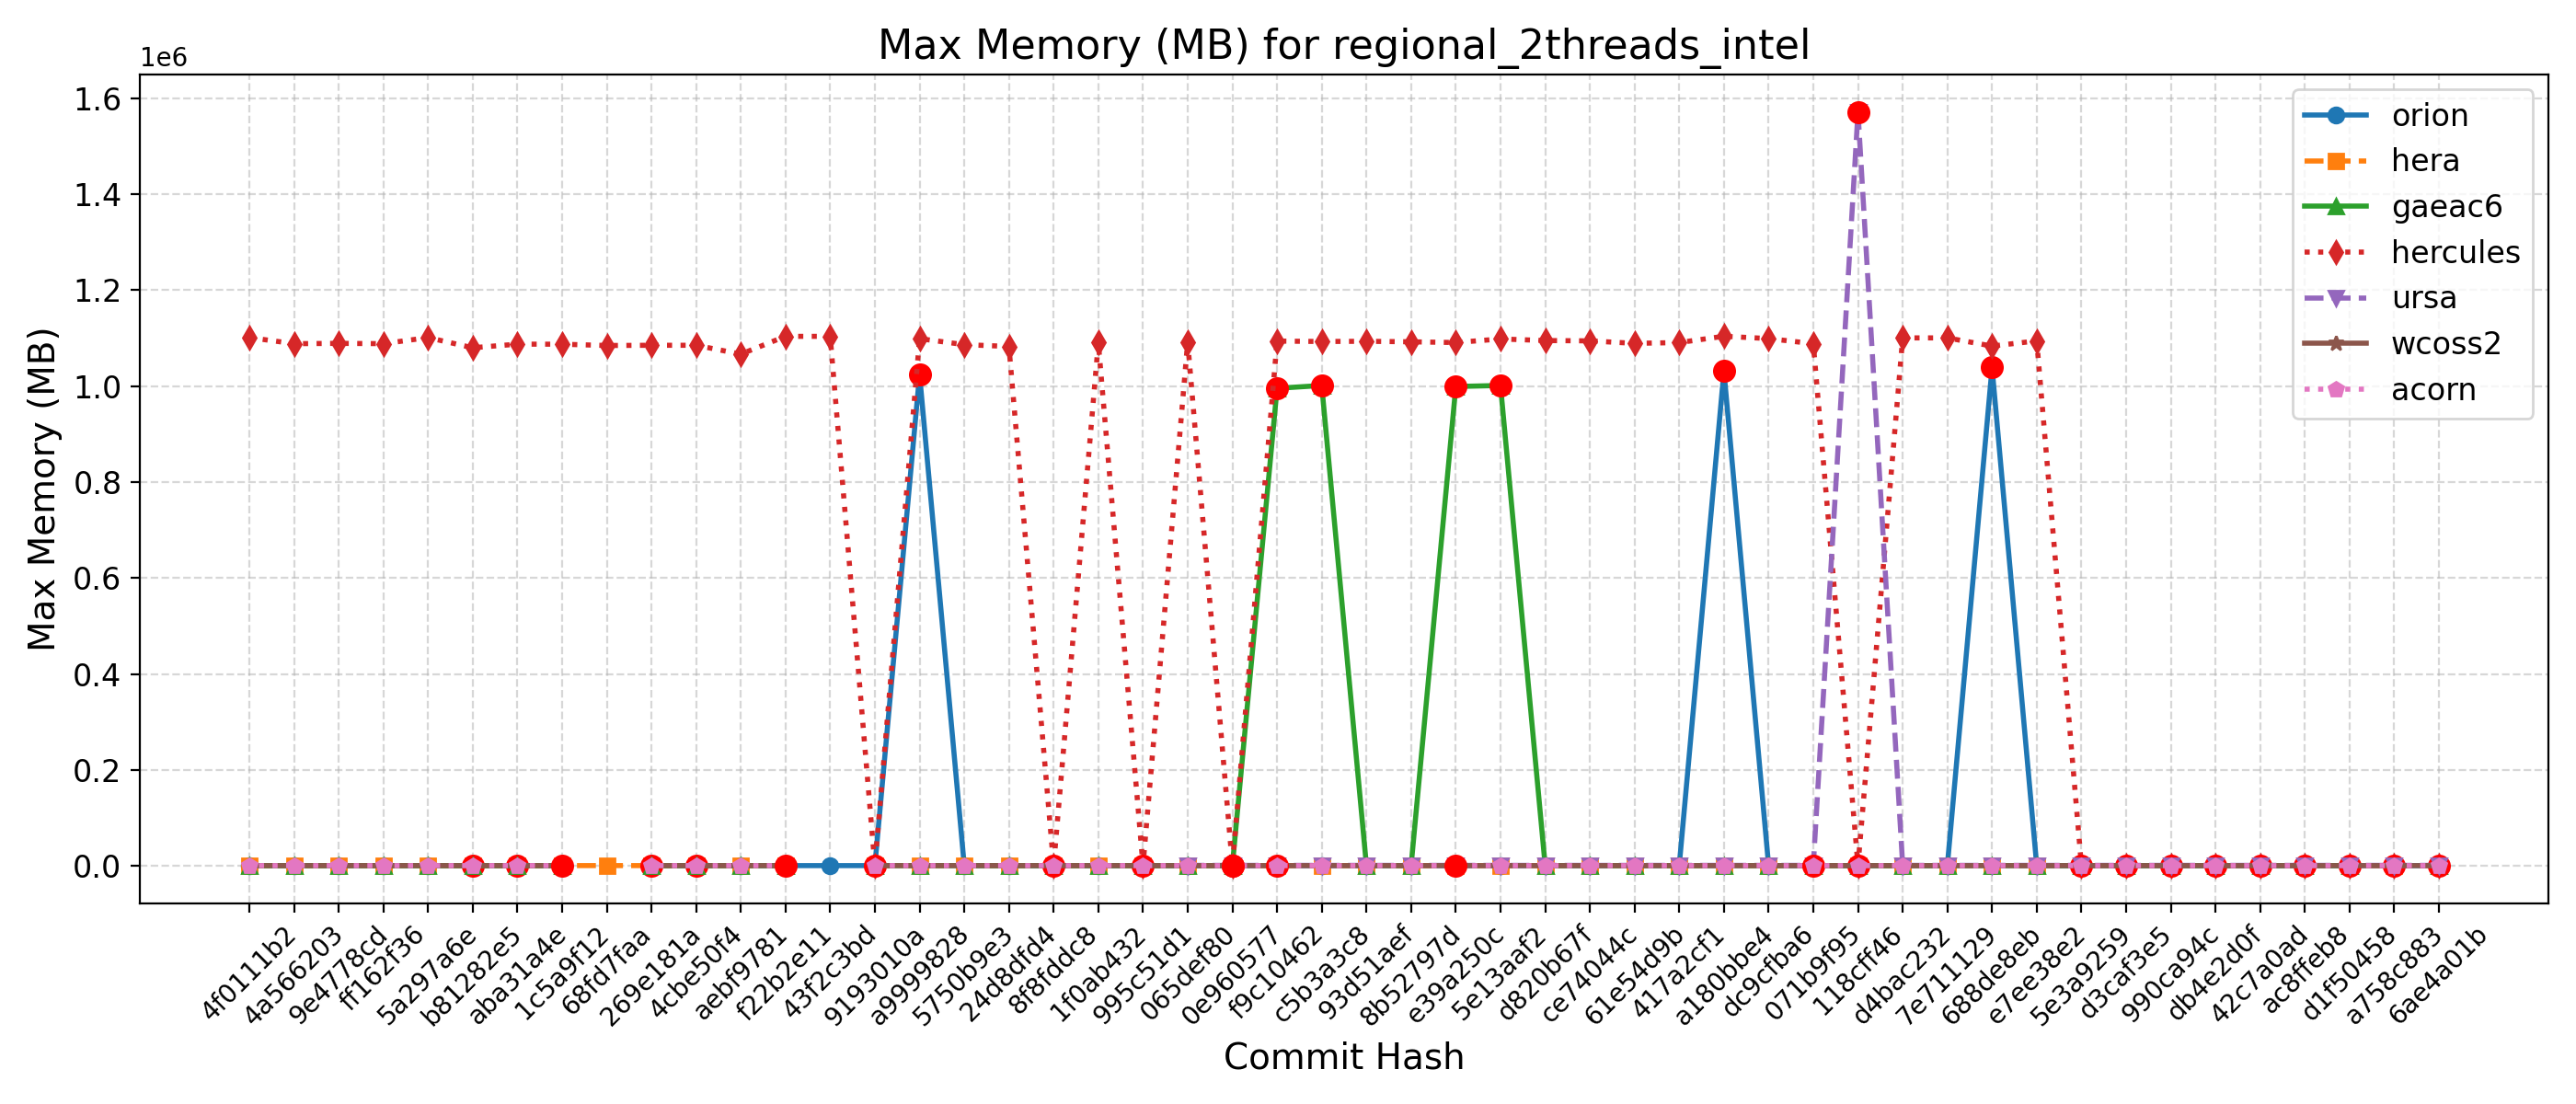 Max Memory (MB) for regional_2threads_intel
1e6
1.6
1.4
1.2
1.0
0.8
0.6
0.4
0.2
0.0
Max Memory (MB)
orion
hera
gaeac6
hercules
ursa
wcoss2
acorn
4f0111b2
4a566203
9e4778cd
ff162f36
5a297a6e
b81282e5
aba31a4e
1c5a9f12
68fd7faa
269e181a
4cbe50f4
aebf9781
f22b2e11
43f2c3bd
9193010a
a9999828
5750b9e3
24d8dfd4
8f8fddc8
1f0ab432
995c51d1
065def80
0e960577
f9c10462
c5b3a3c8
93d51aef
8b52797d
e39a250c
5e13aaf2
d820b67f
ce74044c
61e54d9b
417a2cf1
a180bbe4
dc9cfba6
071b9f95
118cff46
d4bac232
7e711129
688de8eb
e7ee38e2
5e3a9259
d3caf3e5
990ca94c
db4e2d0f
42c7a0ad
ac8ffeb8
d1f50458
a758c883
6ae4a01b
Commit Hash